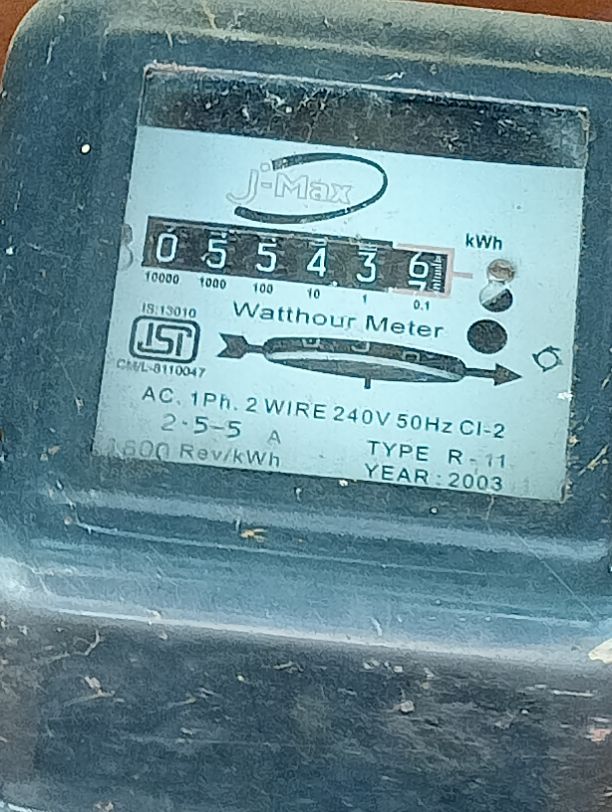 J-Max
kWh
0 5 5 4 3 6
7
10000 1000 100 10 1 0.1
IS:13010
Watthour Meter
ISI
CM/L-8110047
AC. 1Ph. 2 WIRE 240V 50Hz Cl-2
2·5-5 A
TYPE R-11
1600 Rev/kWh
YEAR : 2003